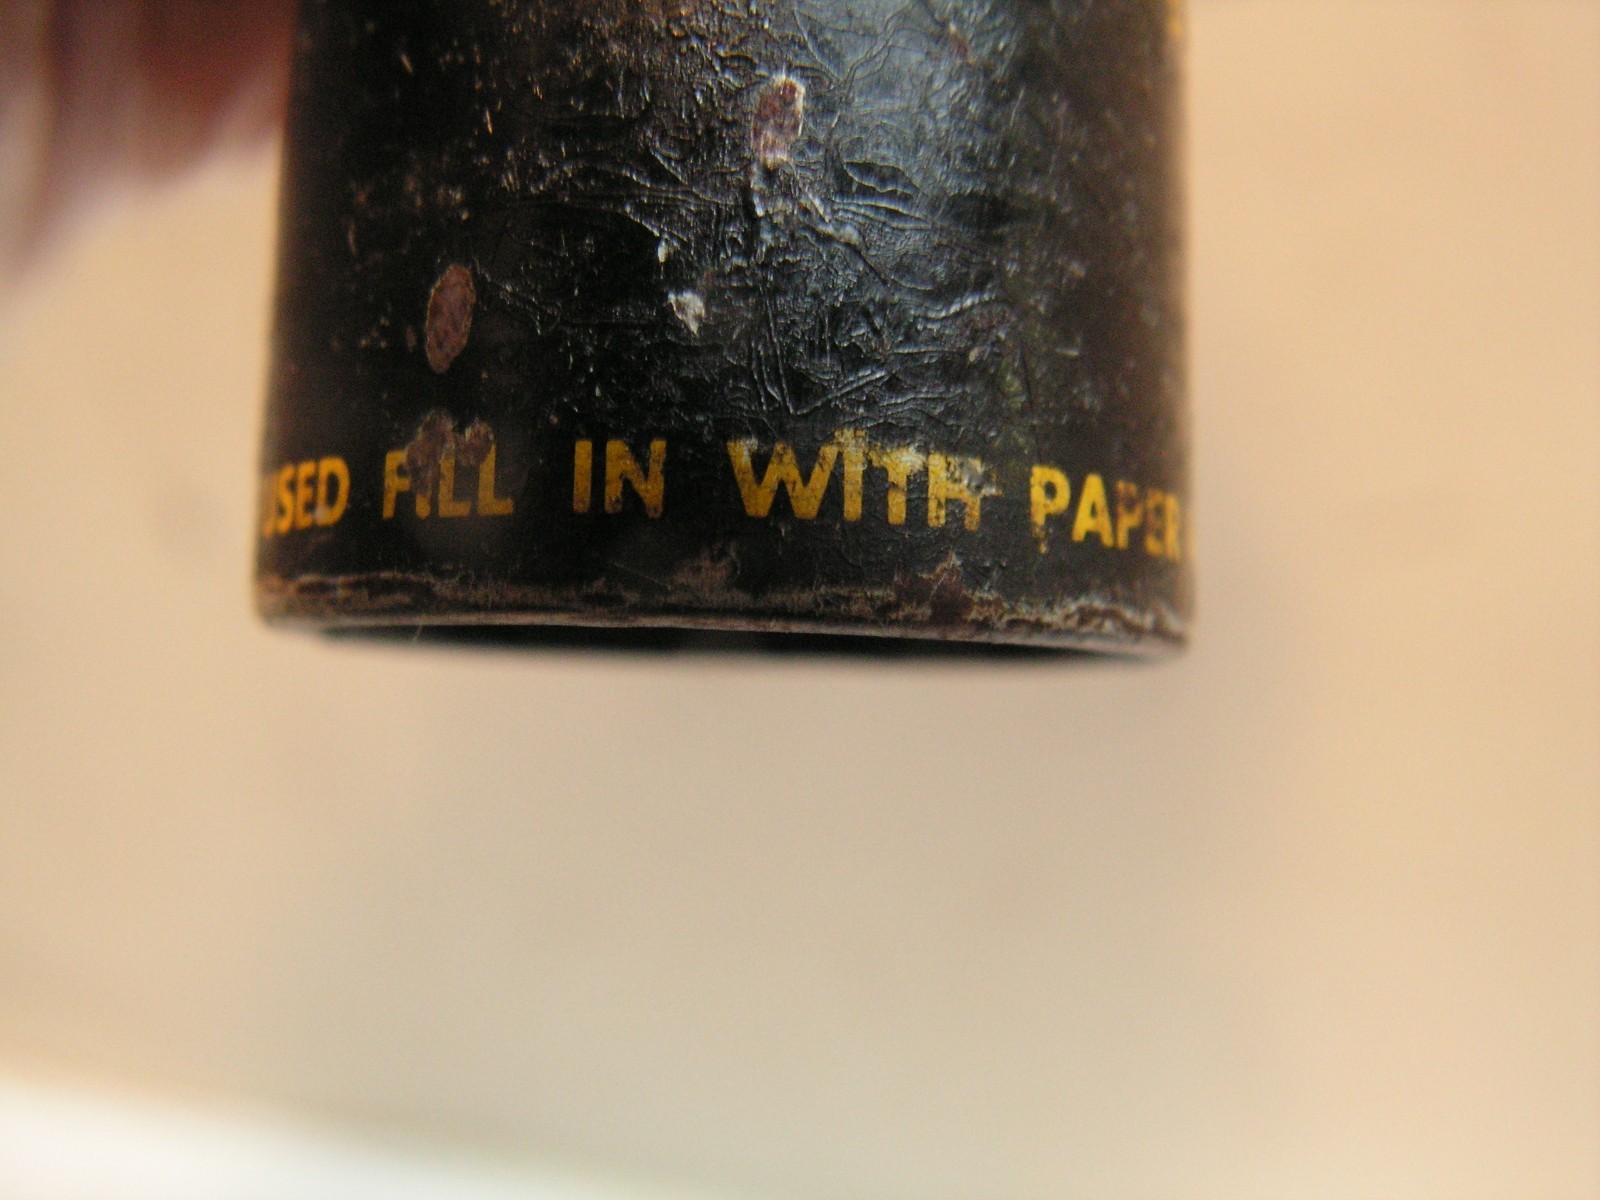 USED FILL IN WITH PAPER